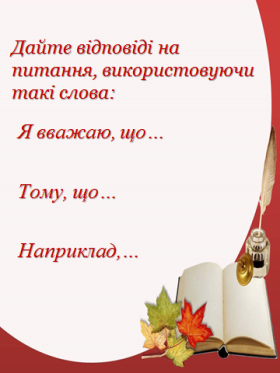 Дайте відповіді на
питання, використовуючи
такі слова:
Я вважаю, що...
Тому, що...
Наприклад,...